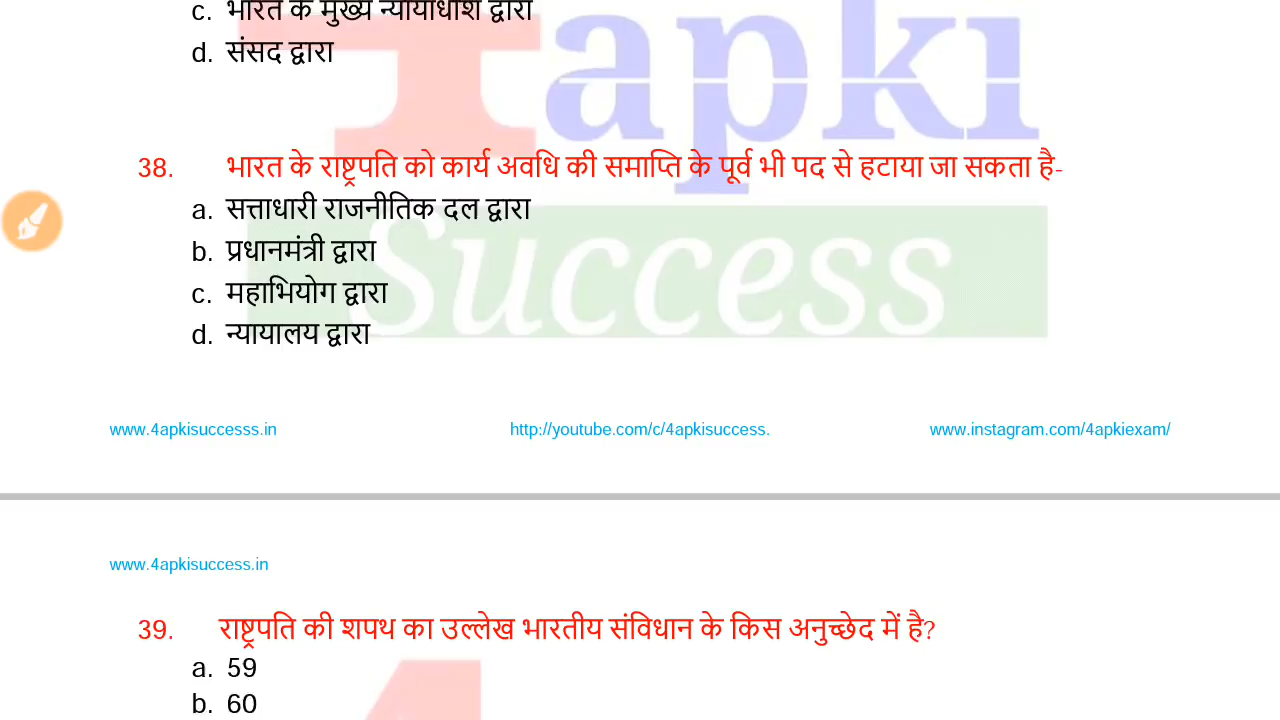 c. भारत के मुख्य न्यायाधीश द्वारा
d. संसद द्वारा
4apki
38. भारत के राष्ट्रपति को कार्य अवधि की समाप्ति के पूर्व भी पद से हटाया जा सकता है-
a. सत्ताधारी राजनीतिक दल द्वारा
b. प्रधानमंत्री द्वारा
Success
c. महाभियोग द्वारा
d. न्यायालय द्वारा
www.4apkisuccesss.in http://youtube.com/c/4apkisuccess. www.instagram.com/4apkiexam/
www.4apkisuccess.in
39. राष्ट्रपति की शपथ का उल्लेख भारतीय संविधान के किस अनुच्छेद में है?
a. 59
b. 60